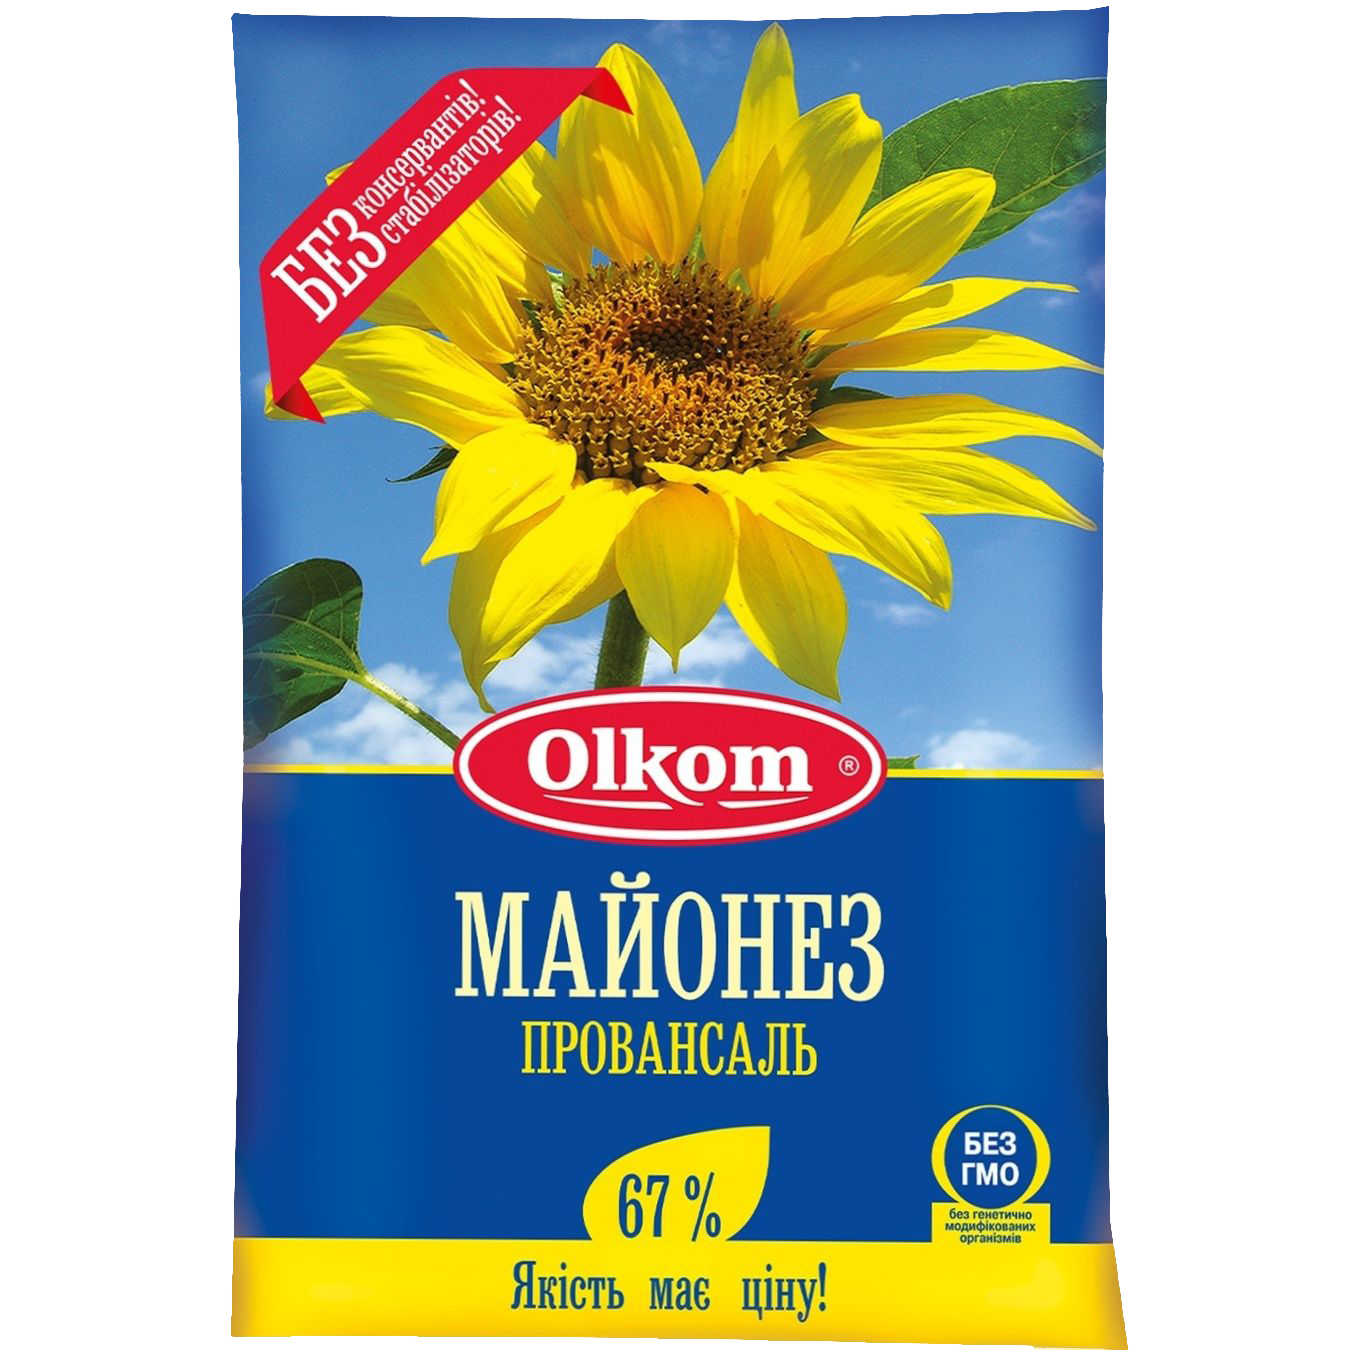 БЕЗ консервантів!
стабілізаторів!
Olkom ®
МАЙОНЕЗ
ПРОВАНСАЛЬ
67 %
БЕЗ
ГМО
без генетично
модифікованих
організмів
Якість має ціну!